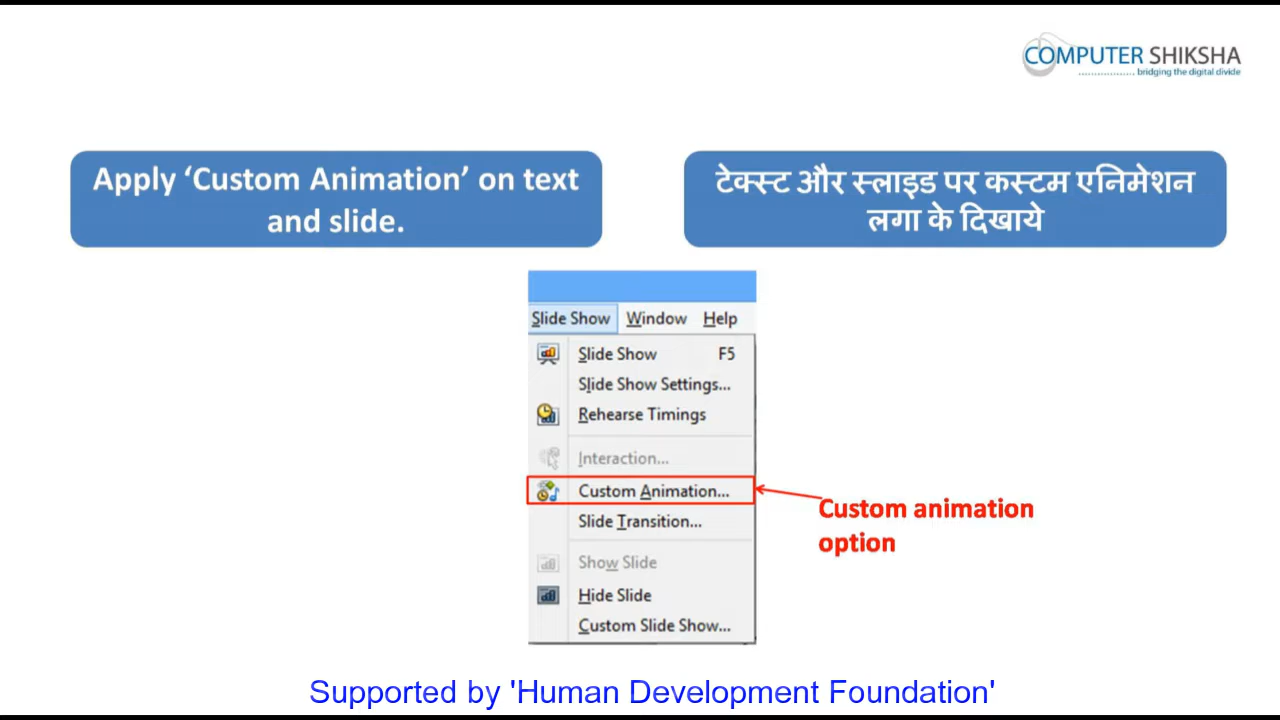 COMPUTER SHIKSHA
bridging the digital divide
Apply ‘Custom Animation’ on text
and slide.
टेक्स्ट और स्लाइड पर कस्टम एनिमेशन
लगा के दिखाये
Slide Show Window Help
Slide Show F5
Slide Show Settings...
Rehearse Timings
Interaction...
Custom Animation...
Slide Transition...
Show Slide
Hide Slide
Custom Slide Show...
Custom animation
option
Supported by 'Human Development Foundation'